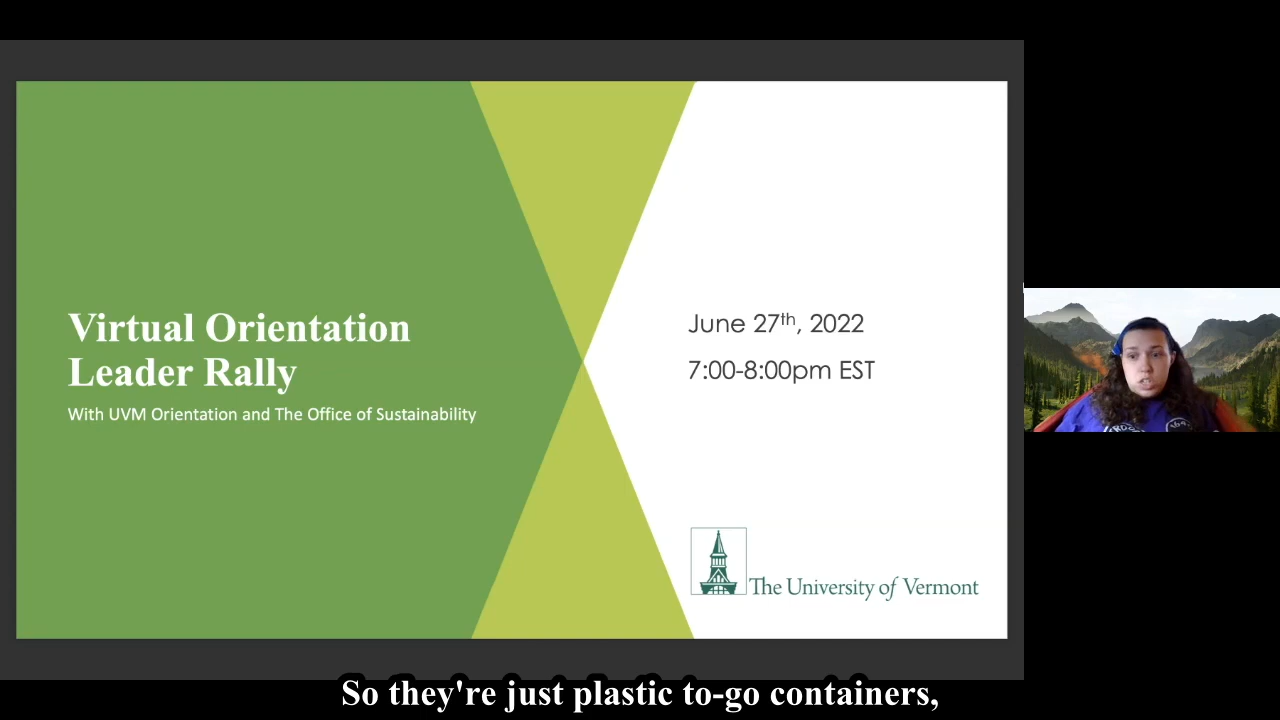 Virtual Orientation
Leader Rally
With UVM Orientation and The Office of Sustainability
June 27th, 2022
7:00-8:00pm EST
The University of Vermont
So they're just plastic to-go containers,